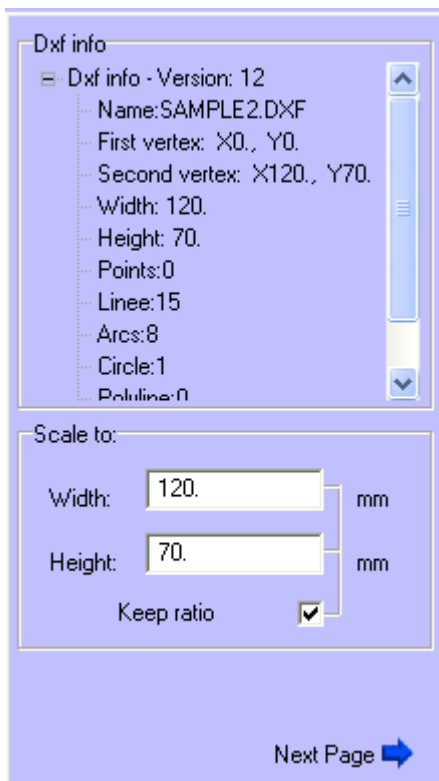 Dxf info
Dxf info - Version: 12
Name:SAMPLE2.DXF
First vertex: X0., Y0.
Second vertex: X120., Y70.
Width: 120.
Height: 70.
Points:0
Linee:15
Arcs:8
Circle:1
Polyline:0
Scale to:
Width: 120. mm
Height: 70. mm
Keep ratio
Next Page